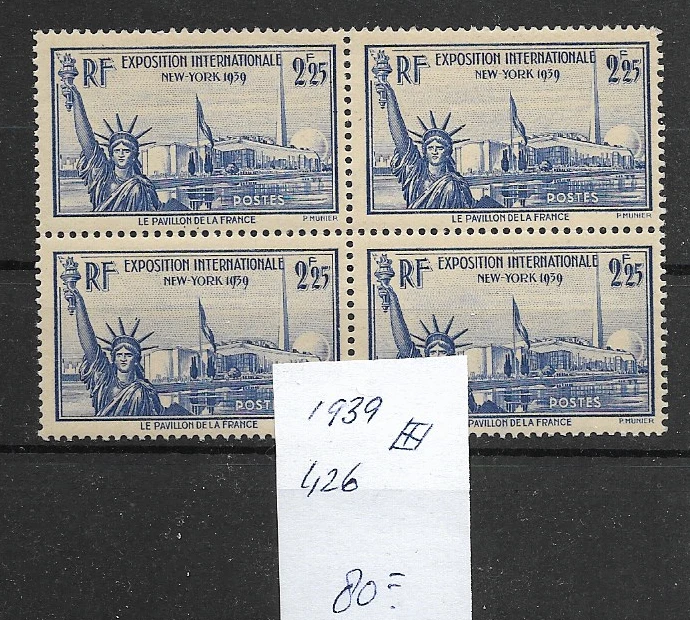 RF EXPOSITION INTERNATIONALE 2F25
NEW-YORK 1939
POSTES
LE PAVILLON DE LA FRANCE P. MUNIER
RF EXPOSITION INTERNATIONALE 2F25
NEW-YORK 1939
POSTES
LE PAVILLON DE LA FRANCE P. MUNIER
RF EXPOSITION INTERNATIONALE 2F25
NEW-YORK 1939
POST
LE PAVILLON DE LA FRANCE
RF EXPOSITION INTERNATIONALE 2F25
NEW-YORK 1939
POSTES
P. MUNIER
1939
426
80=